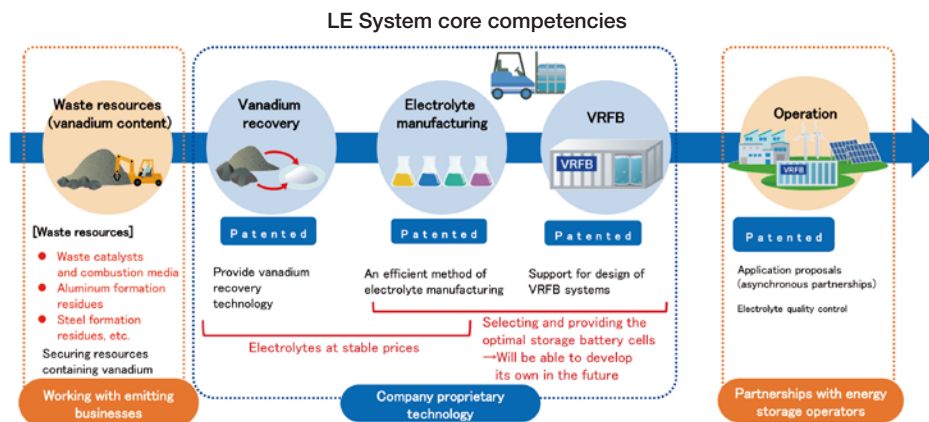 LE System core competencies
Waste resources
(vanadium content)
Vanadium
recovery
Electrolyte
manufacturing
VRFB
Operation
VRFB
VRFB
Patented
Patented
Patented
Patented
[Waste resources]
Waste catalysts
and combustion media
Aluminum formation
residues
Steel formation
residues, etc.
Securing resources
containing vanadium
Provide vanadium
recovery
technology
An efficient method of
electrolyte manufacturing
Support for design of
VRFB systems
Application proposals
(asynchronous partnerships)
Electrolyte quality control
Electrolytes at stable prices
Selecting and providing the
optimal storage battery cells
→Will be able to develop
its own in the future
Working with emitting
businesses
Company proprietary
technology
Partnerships with energy
storage operators